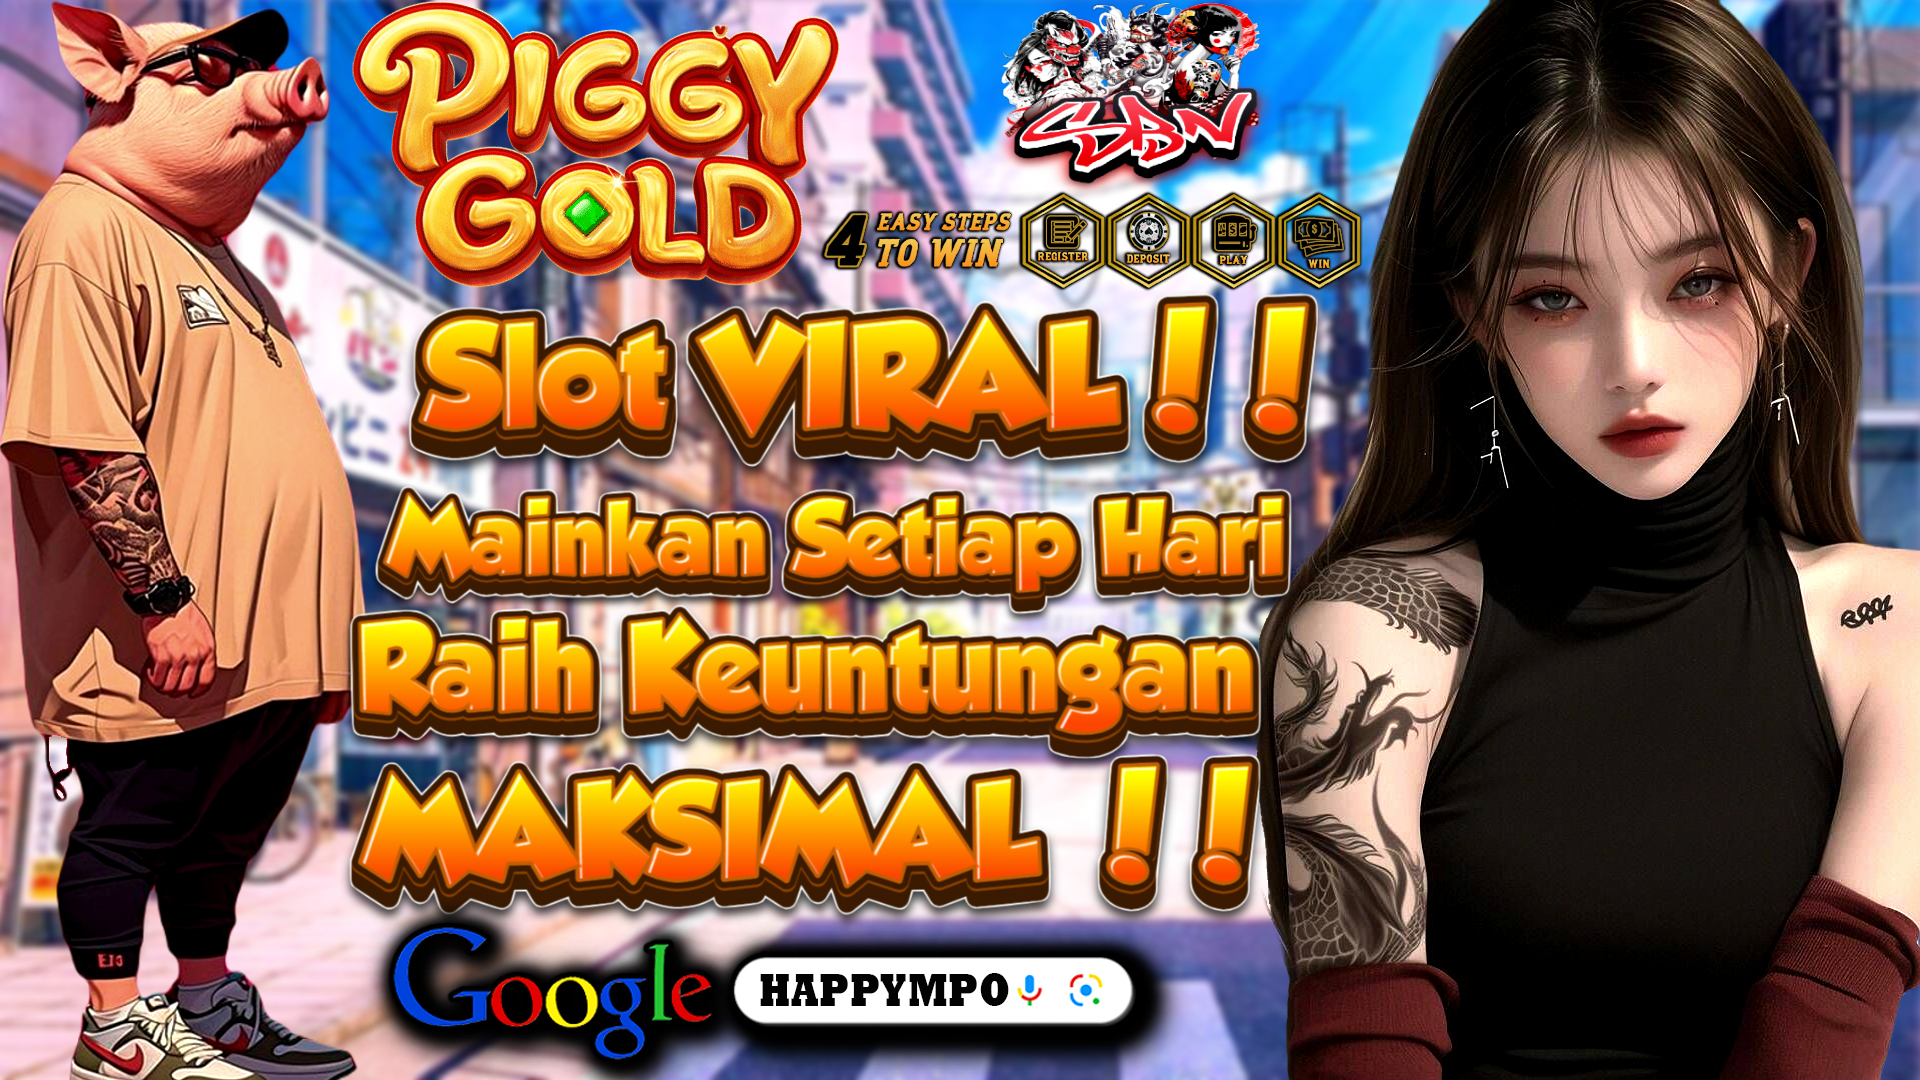 PIGGY
GOLD
SBN
4 EASY STEPS
TO WIN
REGISTER
DEPOSIT
PLAY
WIN
Slot VIRAL!!
Mainkan Setiap Hari
Raih Keuntungan
MAKSIMAL !!
Google HAPPYMPO